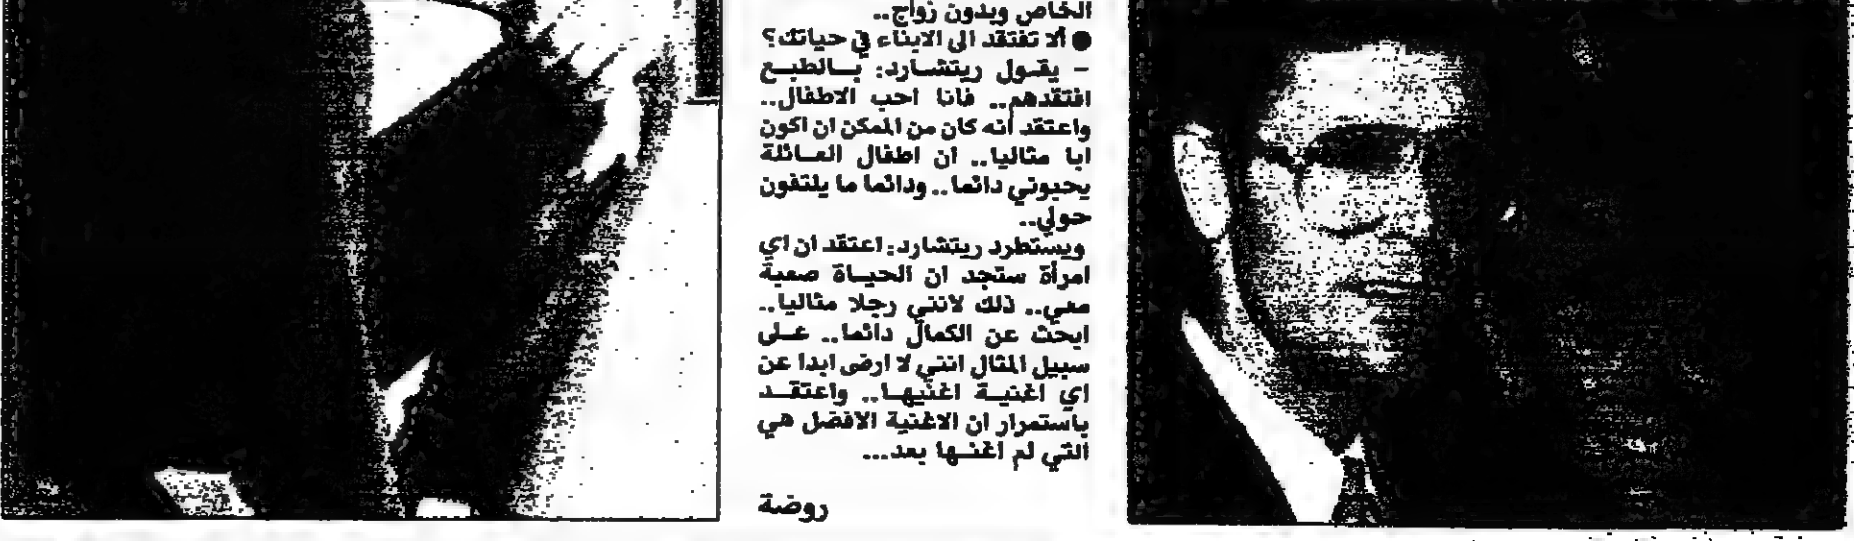 الخاص وبدون زواج..
● ألا تفتقد الى الابناء في حياتك؟
- يقول ريتشارد: بالطبع
افتقدهم.. فأنا احب الاطفال..
واعتقد أنه كان من الممكن ان اكون
ابا مثاليا.. ان اطفال العائلة
يحبوني دائما.. ودائما ما يلتفون
حولي..
ويستطرد ريتشارد: اعتقد ان اي
امرأة ستجد ان الحياة صعبة
معي.. ذلك لانني رجلا مثاليا..
ابحث عن الكمال دائما.. على
سبيل المثال انني لا ارضى ابدا عن
اي اغنية اغنيها.. واعتقد
باستمرار ان الاغنية الافضل هي
التي لم اغنها بعد...
روضة